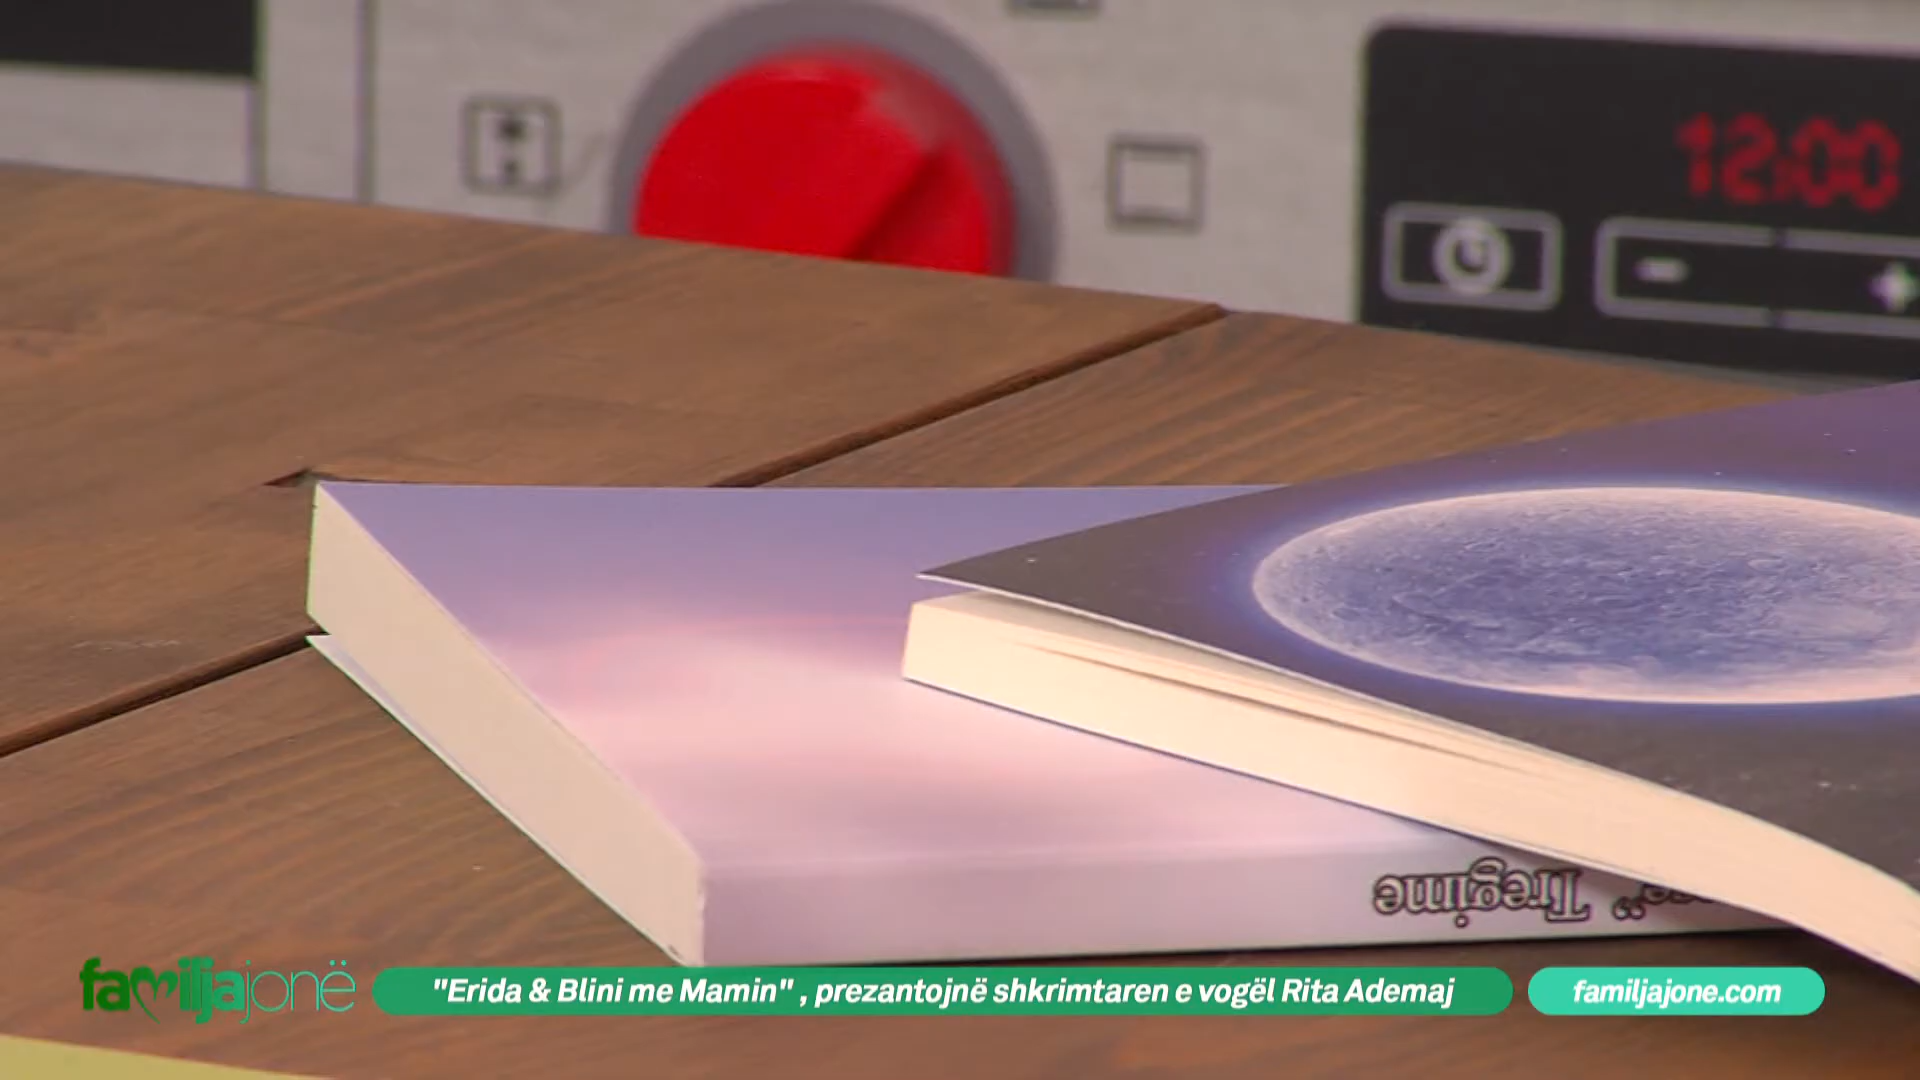 12:00
- +
Tregime
familjajonë
"Erida & Blini me Mamin" , prezantojnë shkrimtaren e vogël Rita Ademaj
familjajone.com